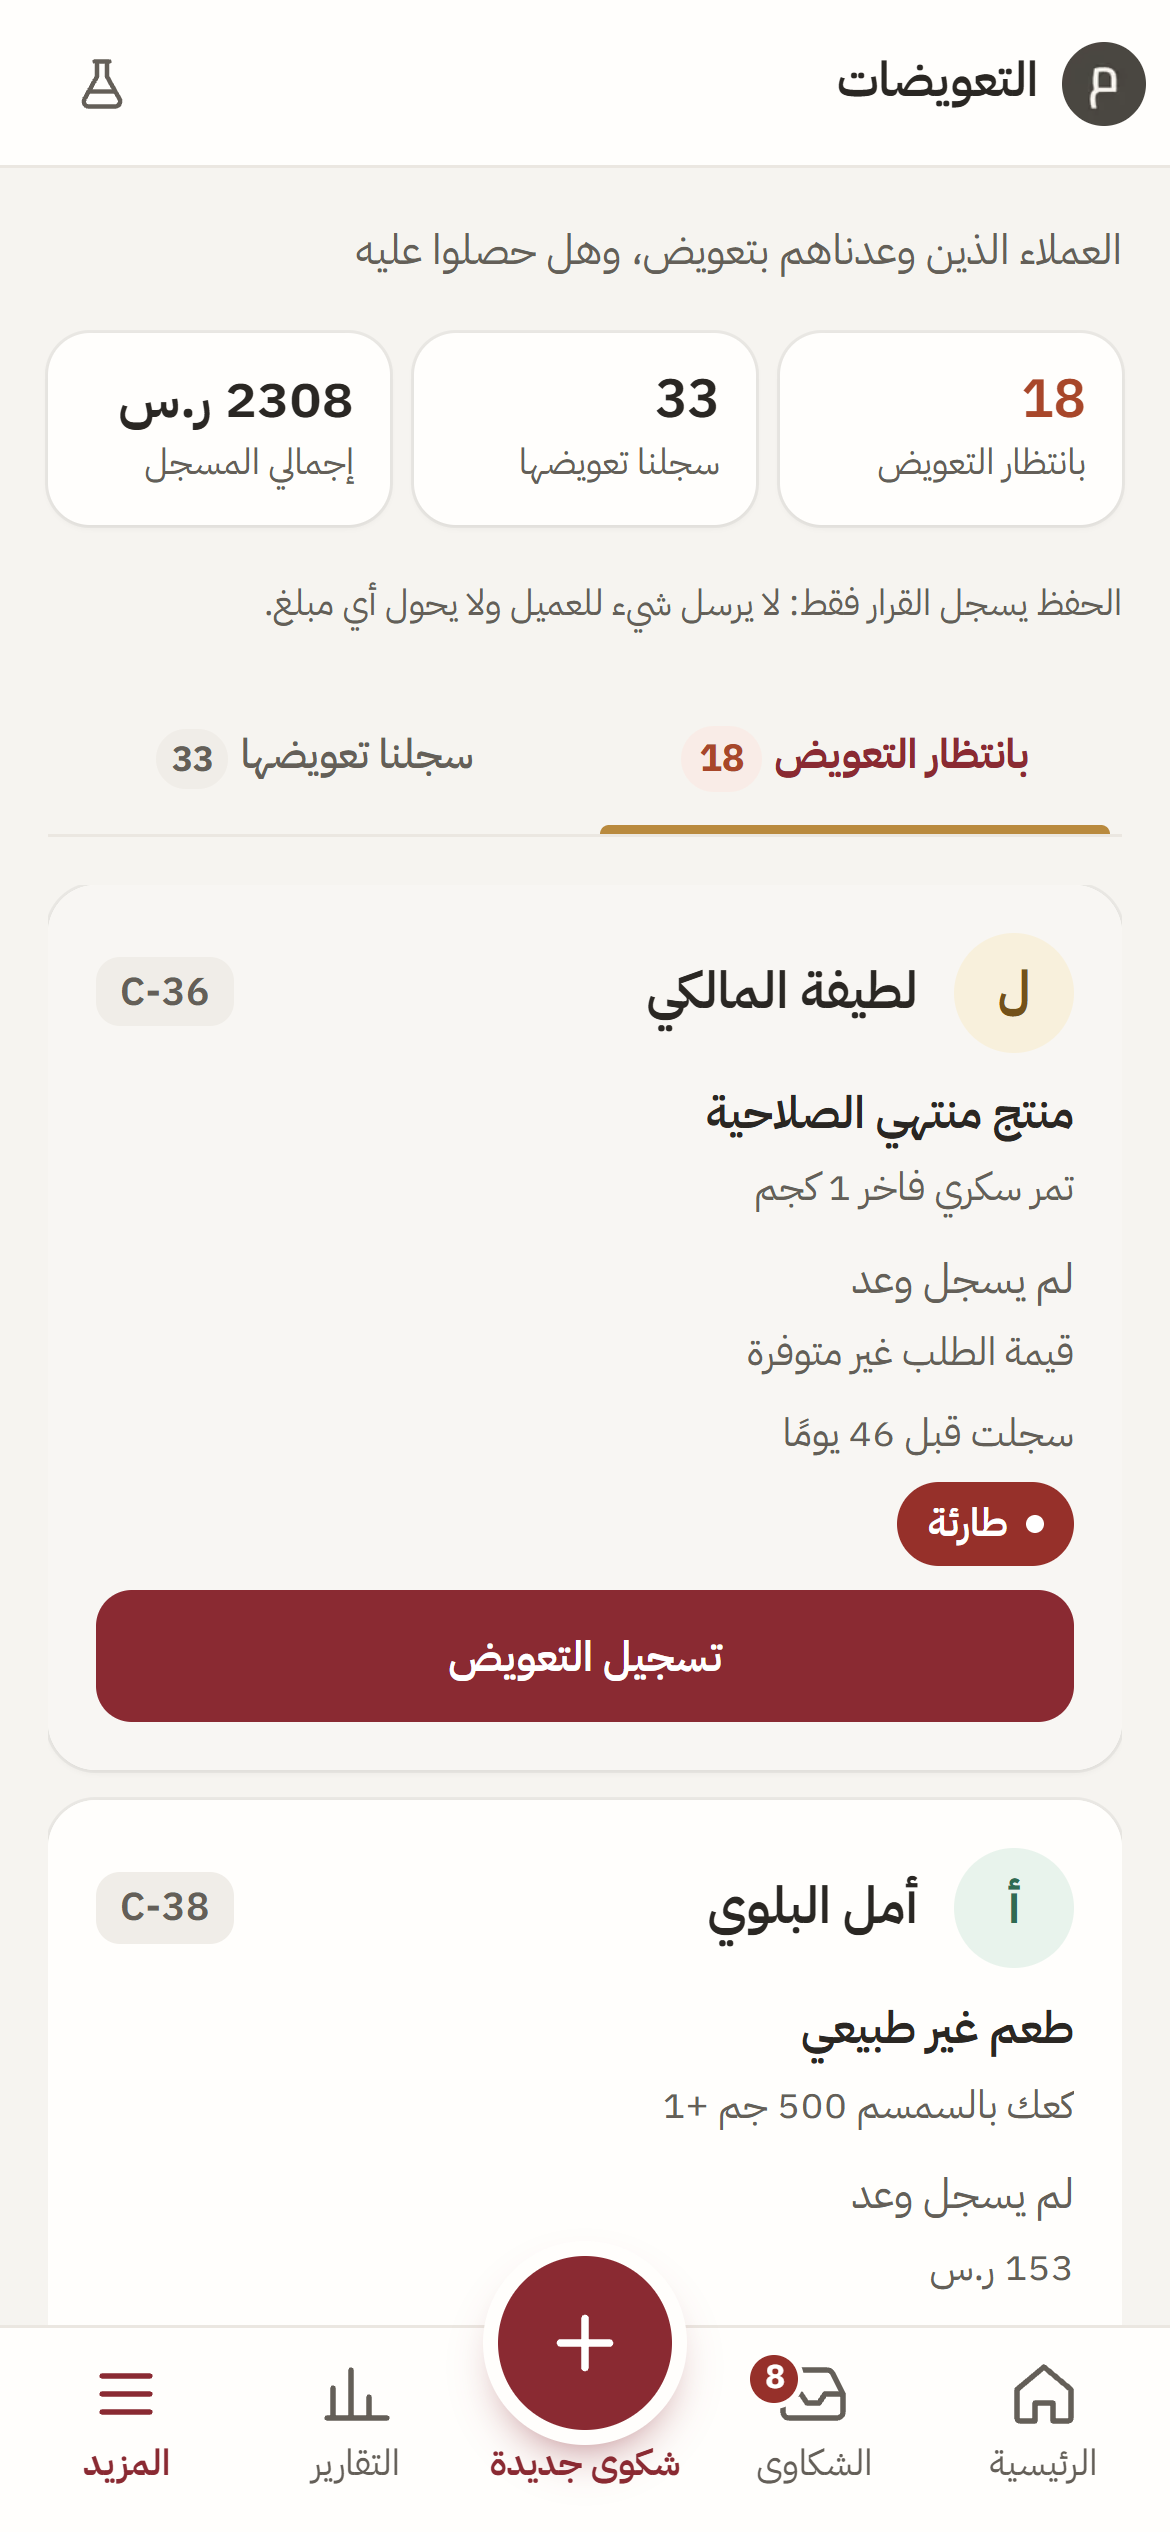 م التعويضات
العملاء الذين وعدناهم بتعويض، وهل حصلوا عليه
18
بانتظار التعويض
33
سجلنا تعويضها
2308 ر.س
إجمالي المسجل
الحفظ يسجل القرار فقط: لا يرسل شيء للعميل ولا يحول أي مبلغ.
بانتظار التعويض 18
سجلنا تعويضها 33
ل لطيفة المالكي C-36
منتج منتهي الصلاحية
تمر سكري فاخر 1 كجم
لم يسجل وعد
قيمة الطلب غير متوفرة
سجلت قبل 46 يومًا
طارئة
تسجيل التعويض
أ أمل البلوي C-38
طعم غير طبيعي
كعك بالسمسم 500 جم +1
لم يسجل وعد
153 ر.س
8
الرئيسية
الشكاوى
شكوى جديدة
التقارير
المزيد